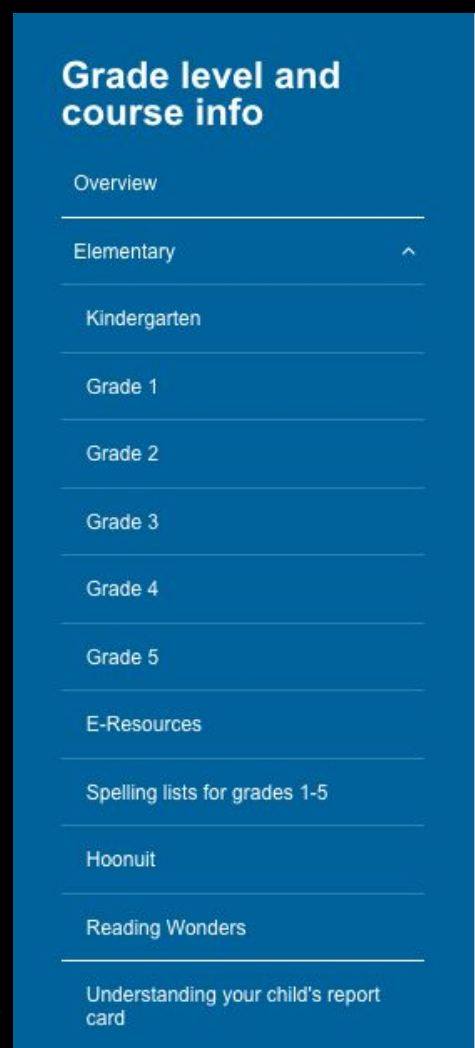 Grade level and
course info
Overview
Elementary
Kindergarten
Grade 1
Grade 2
Grade 3
Grade 4
Grade 5
E-Resources
Spelling lists for grades 1-5
Hoonuit
Reading Wonders
Understanding your child's report
card